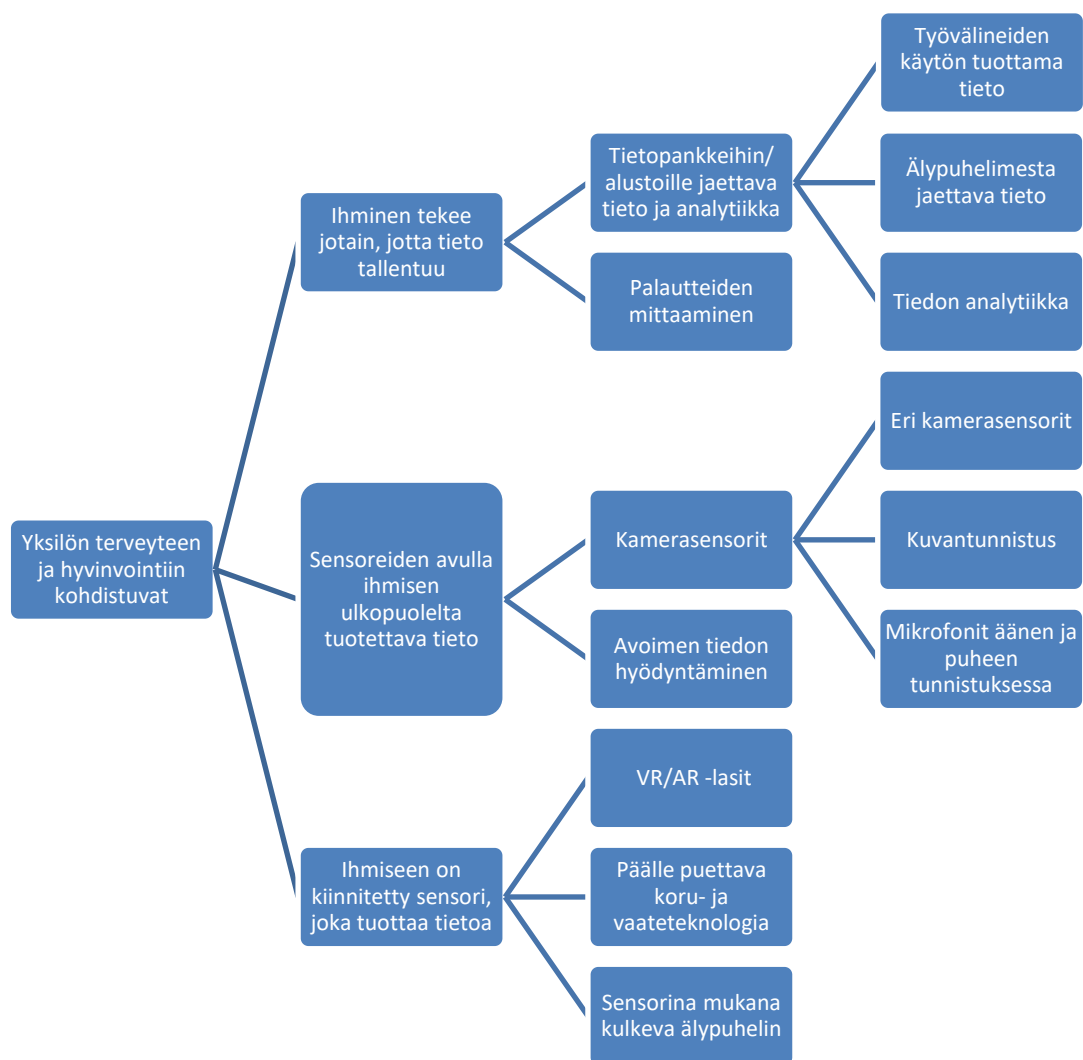 Yksilön terveyteen
ja hyvinvointiin
kohdistuvat
Ihminen tekee
jotain, jotta tieto
tallentuu
Tietopankkeihin/
alustoille jaettava
tieto ja analytiikka
Työvälineiden
käytön tuottama
tieto
Älypuhelimesta
jaettava tieto
Tiedon analytiikka
Palautteiden
mittaaminen
Sensoreiden avulla
ihmisen
ulkopuolelta
tuotettava tieto
Kamerasensorit
Eri kamerasensorit
Kuvantunnistus
Mikrofonit äänen ja
puheen
tunnistuksessa
Avoimen tiedon
hyödyntäminen
Ihmiseen on
kiinnitetty sensori,
joka tuottaa tietoa
VR/AR -lasit
Päälle puettava
koru- ja
vaateteknologia
Sensorina mukana
kulkeva älypuhelin